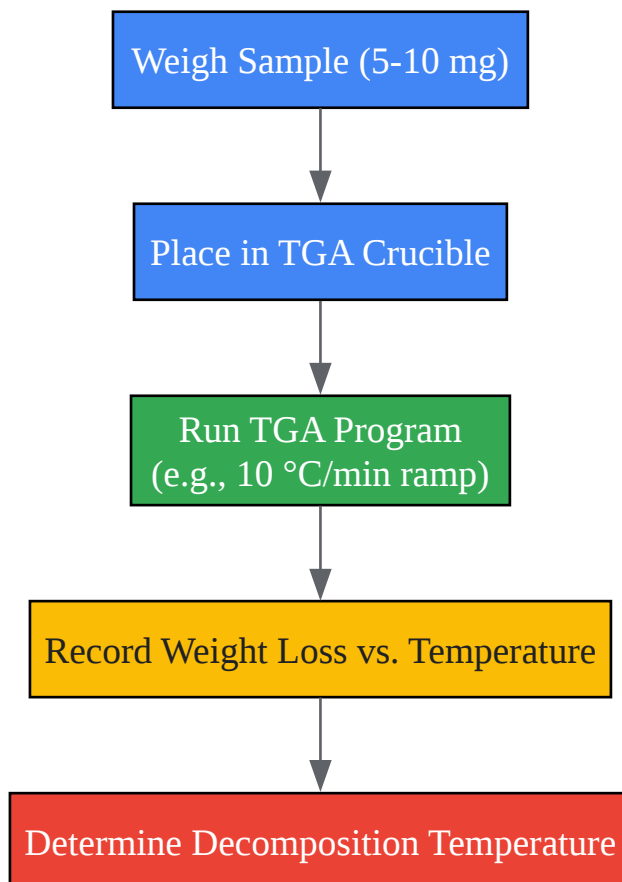 Weigh Sample (5-10 mg)
Place in TGA Crucible
Run TGA Program
(e.g., 10 °C/min ramp)
Record Weight Loss vs. Temperature
Determine Decomposition Temperature